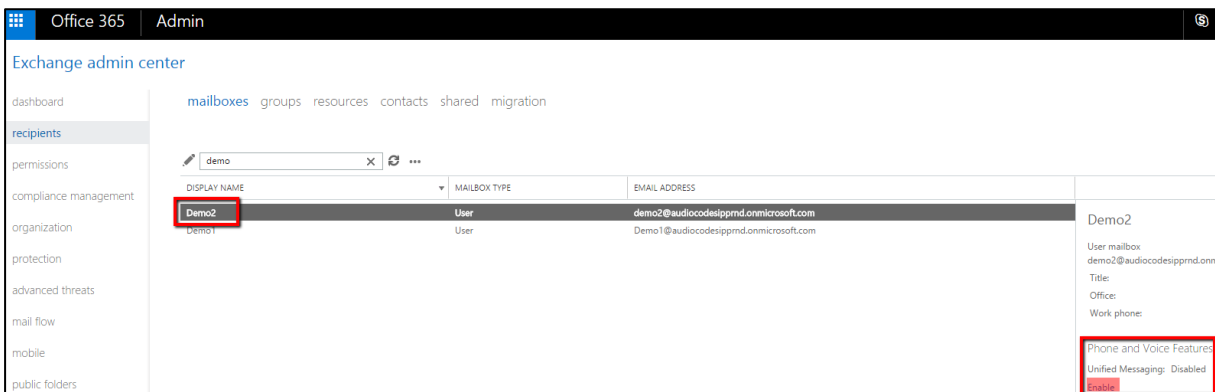 Office 365 Admin
Exchange admin center
dashboard
recipients
permissions
compliance management
organization
protection
advanced threats
mail flow
mobile
public folders
mailboxes groups resources contacts shared migration
demo
DISPLAY NAME MAILBOX TYPE EMAIL ADDRESS
Demo2 User demo2@audiocodesipprnd.onmicrosoft.com
Demo1 User Demo1@audiocodesipprnd.onmicrosoft.com
Demo2
User mailbox
demo2@audiocodesipprnd.onm
Title:
Office:
Work phone:
Phone and Voice Features
Unified Messaging: Disabled
Enable